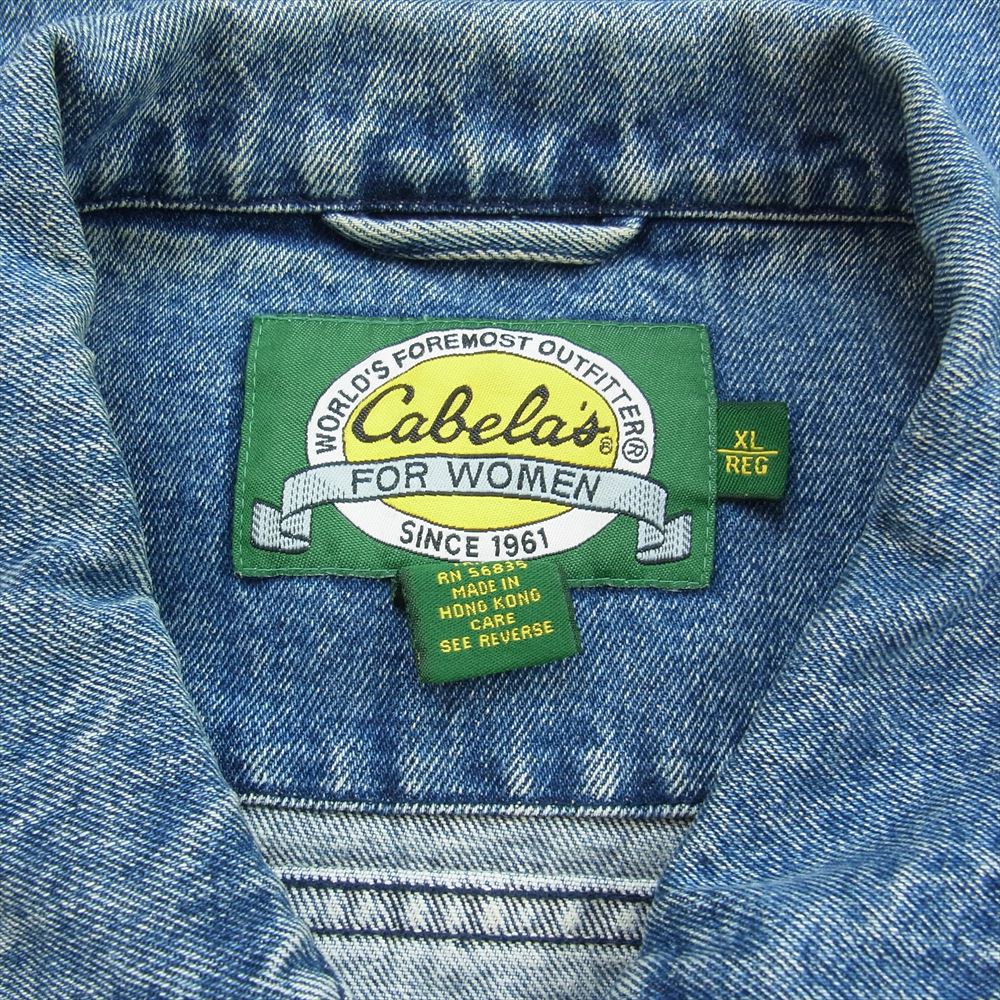 WORLD'S FOREMOST OUTFITTER®
Cabela's®
FOR WOMEN
SINCE 1961
XL
REG
RN 56835
MADE IN
HONG KONG
CARE
SEE REVERSE